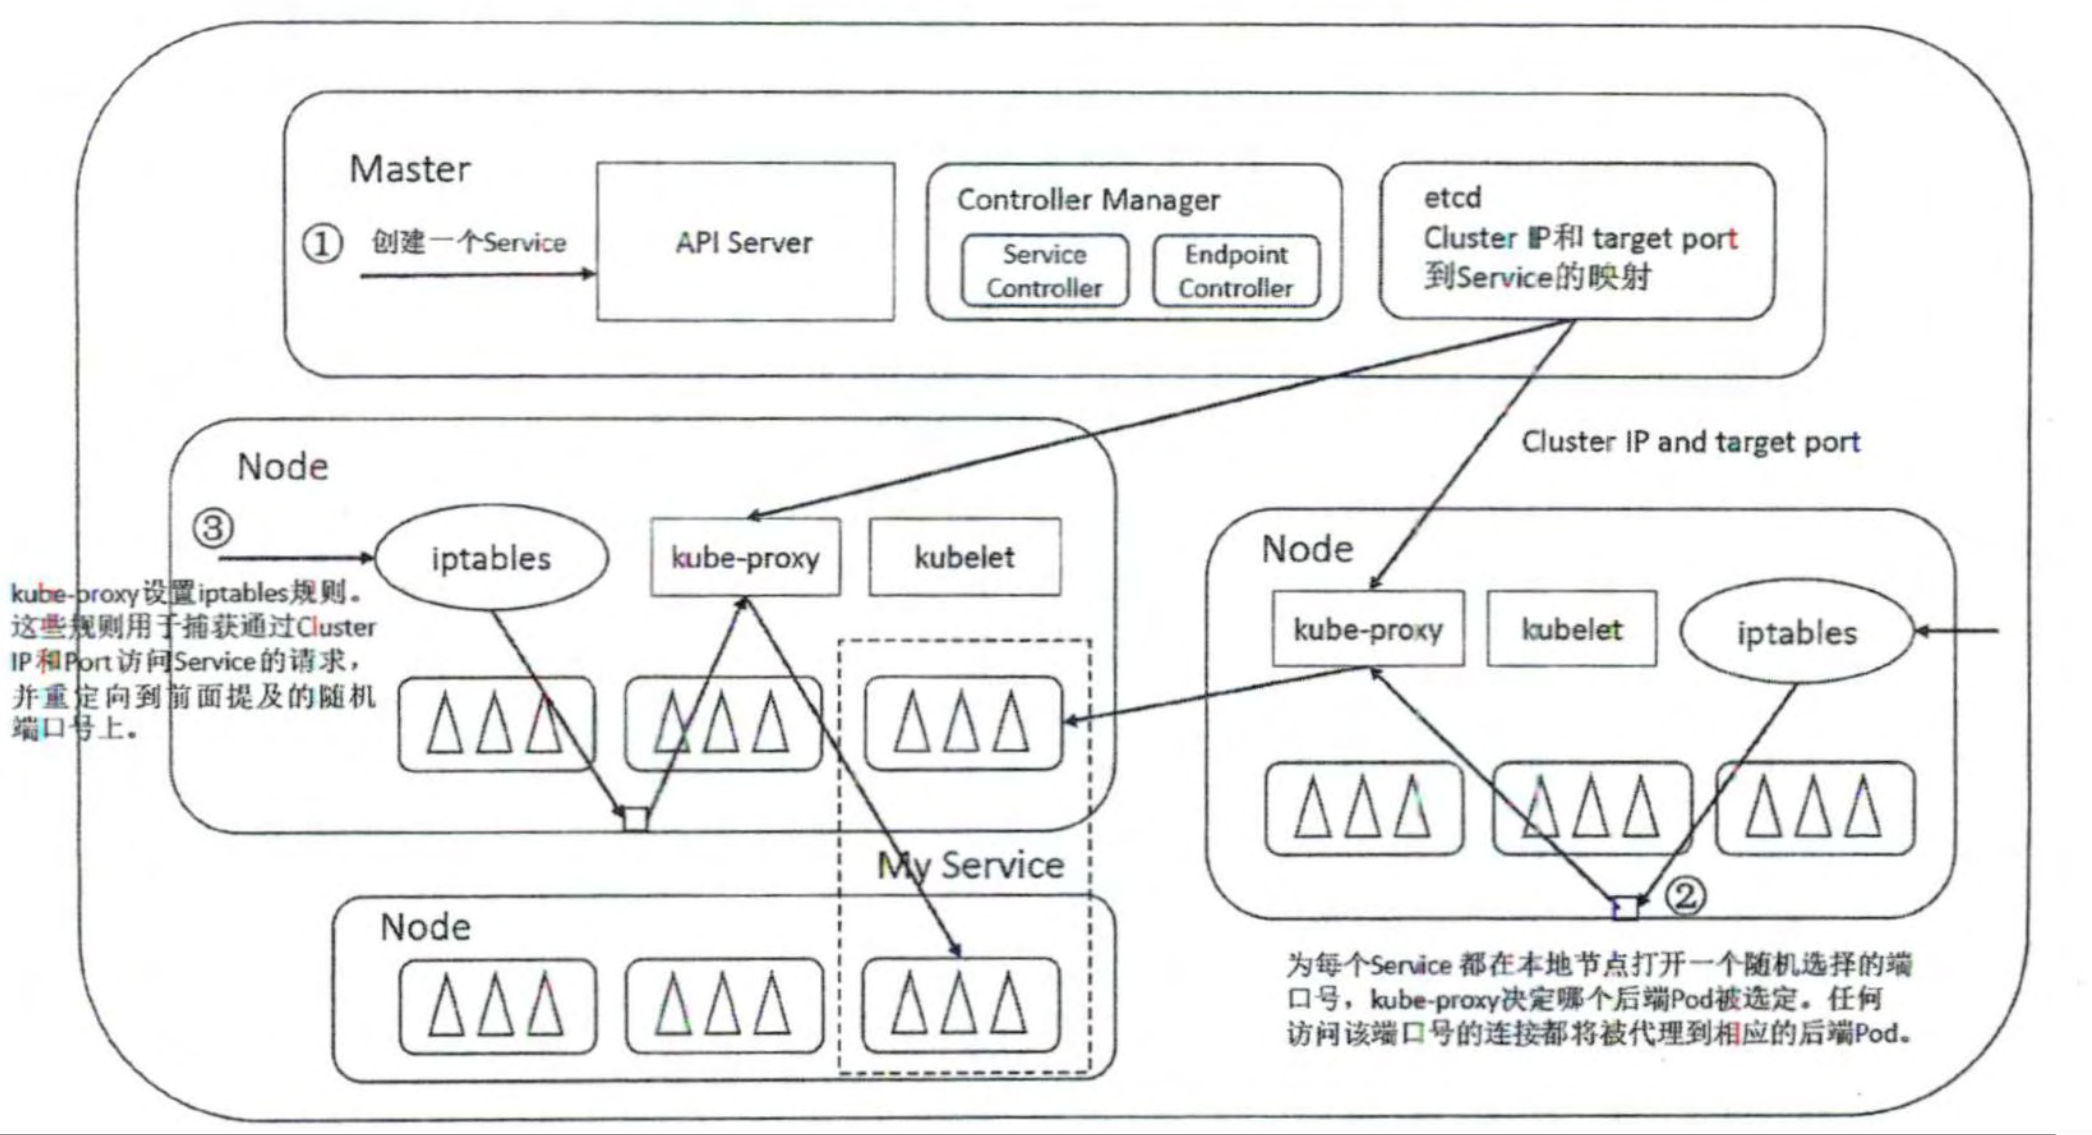 Master
① 创建一个Service
API Server
Controller Manager
Service
Controller
Endpoint
Controller
etcd
Cluster IP和 target port
到Service的映射
Cluster IP and target port
Node
③
iptables
kube-proxy
kubelet
kube-proxy设置iptables规则。
这些规则用于捕获通过Cluster
IP和Port访问Service的请求，
并重定向到前面提及的随机
端口号上。
Node
kube-proxy
kubelet
iptables
②
为每个Service 都在本地节点打开一个随机选择的端
口号，kube-proxy决定哪个后端Pod被选定。任何
访问该端口号的连接都将被代理到相应的后端Pod。
My Service
Node